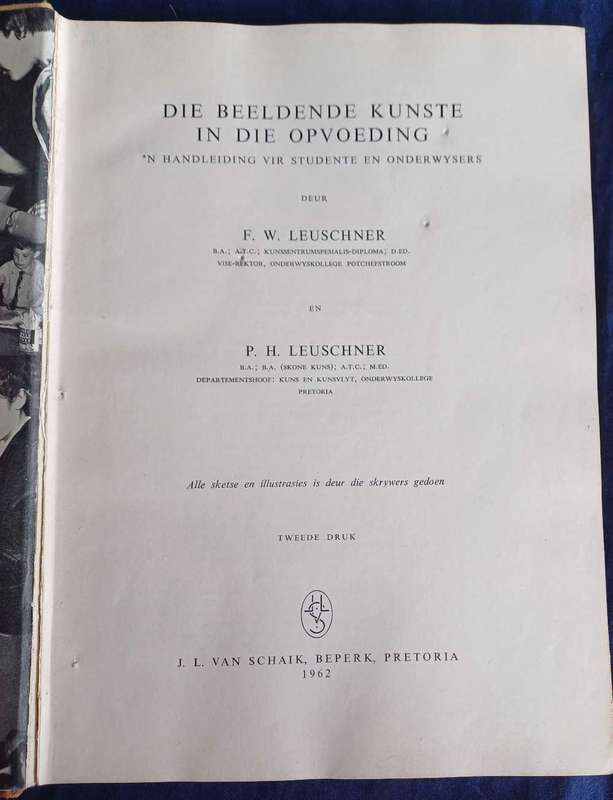 DIE BEELDENDE KUNSTE
IN DIE OPVOEDING
'N HANDLEIDING VIR STUDENTE EN ONDERWYSERS
DEUR
F. W. LEUSCHNER
B.A.; A.T.C.; KUNSSENTRUMSPESIALIS-DIPLOMA; D.ED.
VISE-REKTOR, ONDERWYSKOLLEGE POTCHEFSTROOM
EN
P. H. LEUSCHNER
B.A.; B.A. (SKONE KUNS); A.T.C.; M.ED.
DEPARTEMENTSHOOF: KUNS EN KUNSVLYT, ONDERWYSKOLLEGE
PRETORIA
Alle sketse en illustrasies is deur die skrywers gedoen
TWEEDE DRUK
J. L. VAN SCHAIK, BEPERK, PRETORIA
1962